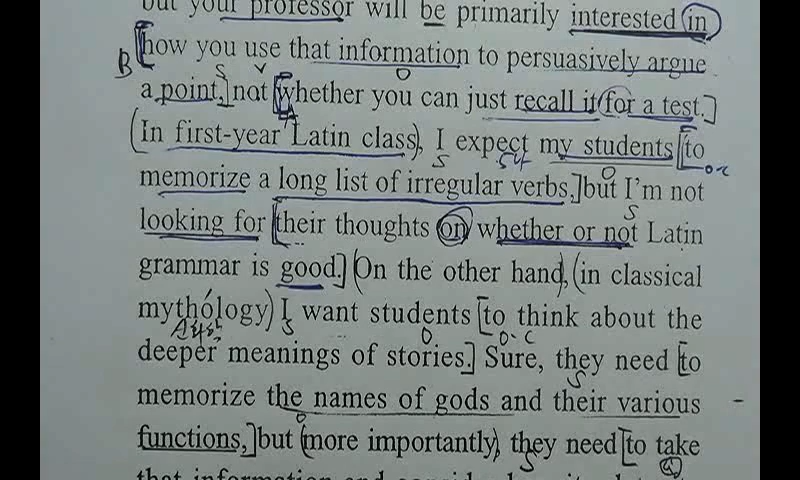 but your professor will be primarily interested in
how you use that information to persuasively argue
B
S V O
a point, not whether you can just recall it for a test.
In first-year Latin class, I expect my students to
S O o·c
memorize a long list of irregular verbs, but I'm not
S
looking for their thoughts on whether or not Latin
grammar is good. On the other hand, in classical
mythology I want students to think about the
S O O·C
deeper meanings of stories. Sure, they need to
S
memorize the names of gods and their various
O
functions, but more importantly, they need to take
S
that information and consider